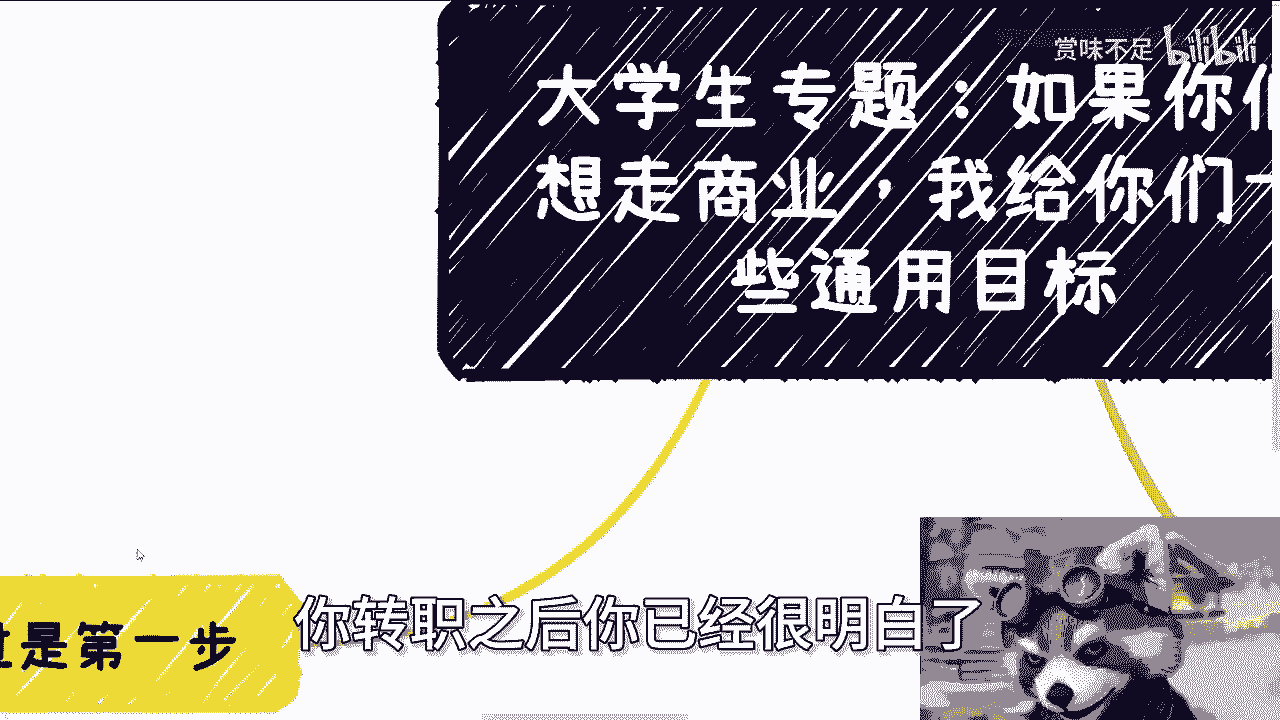 赏味不足 bilibili
大学生专题：如果你们
想走商业，我给你们一
些通用目标
过是第一步
你转职之后你已经很明白了